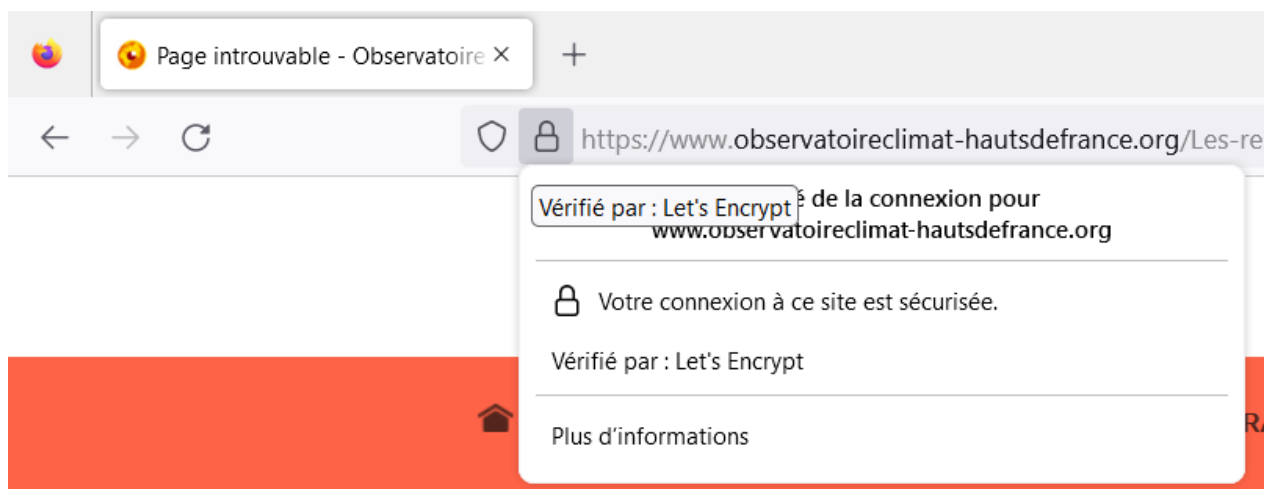 Page introuvable - Observatoire
https://www.observatoireclimat-hautsdefrance.org/Les-re
Vérifié par : Let's Encrypt
é de la connexion pour
www.observatoireclimat-hautsdefrance.org
Votre connexion à ce site est sécurisée.
Vérifié par : Let's Encrypt
Plus d’informations